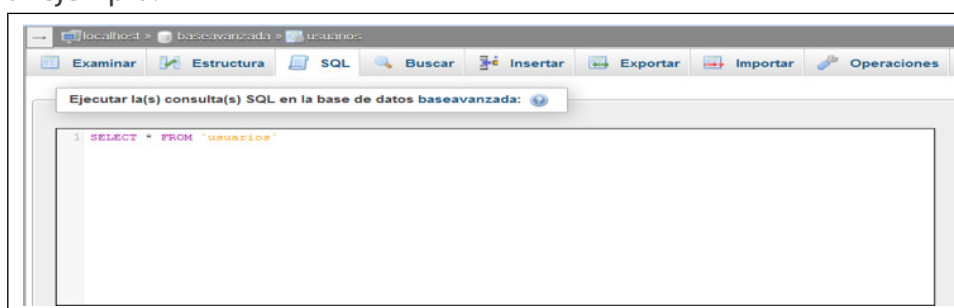 localhost » baseavanzada » usuarios
Examinar Estructura SQL Buscar Insertar Exportar Importar Operaciones
Ejecutar la(s) consulta(s) SQL en la base de datos baseavanzada:
1 SELECT * FROM `usuarios`